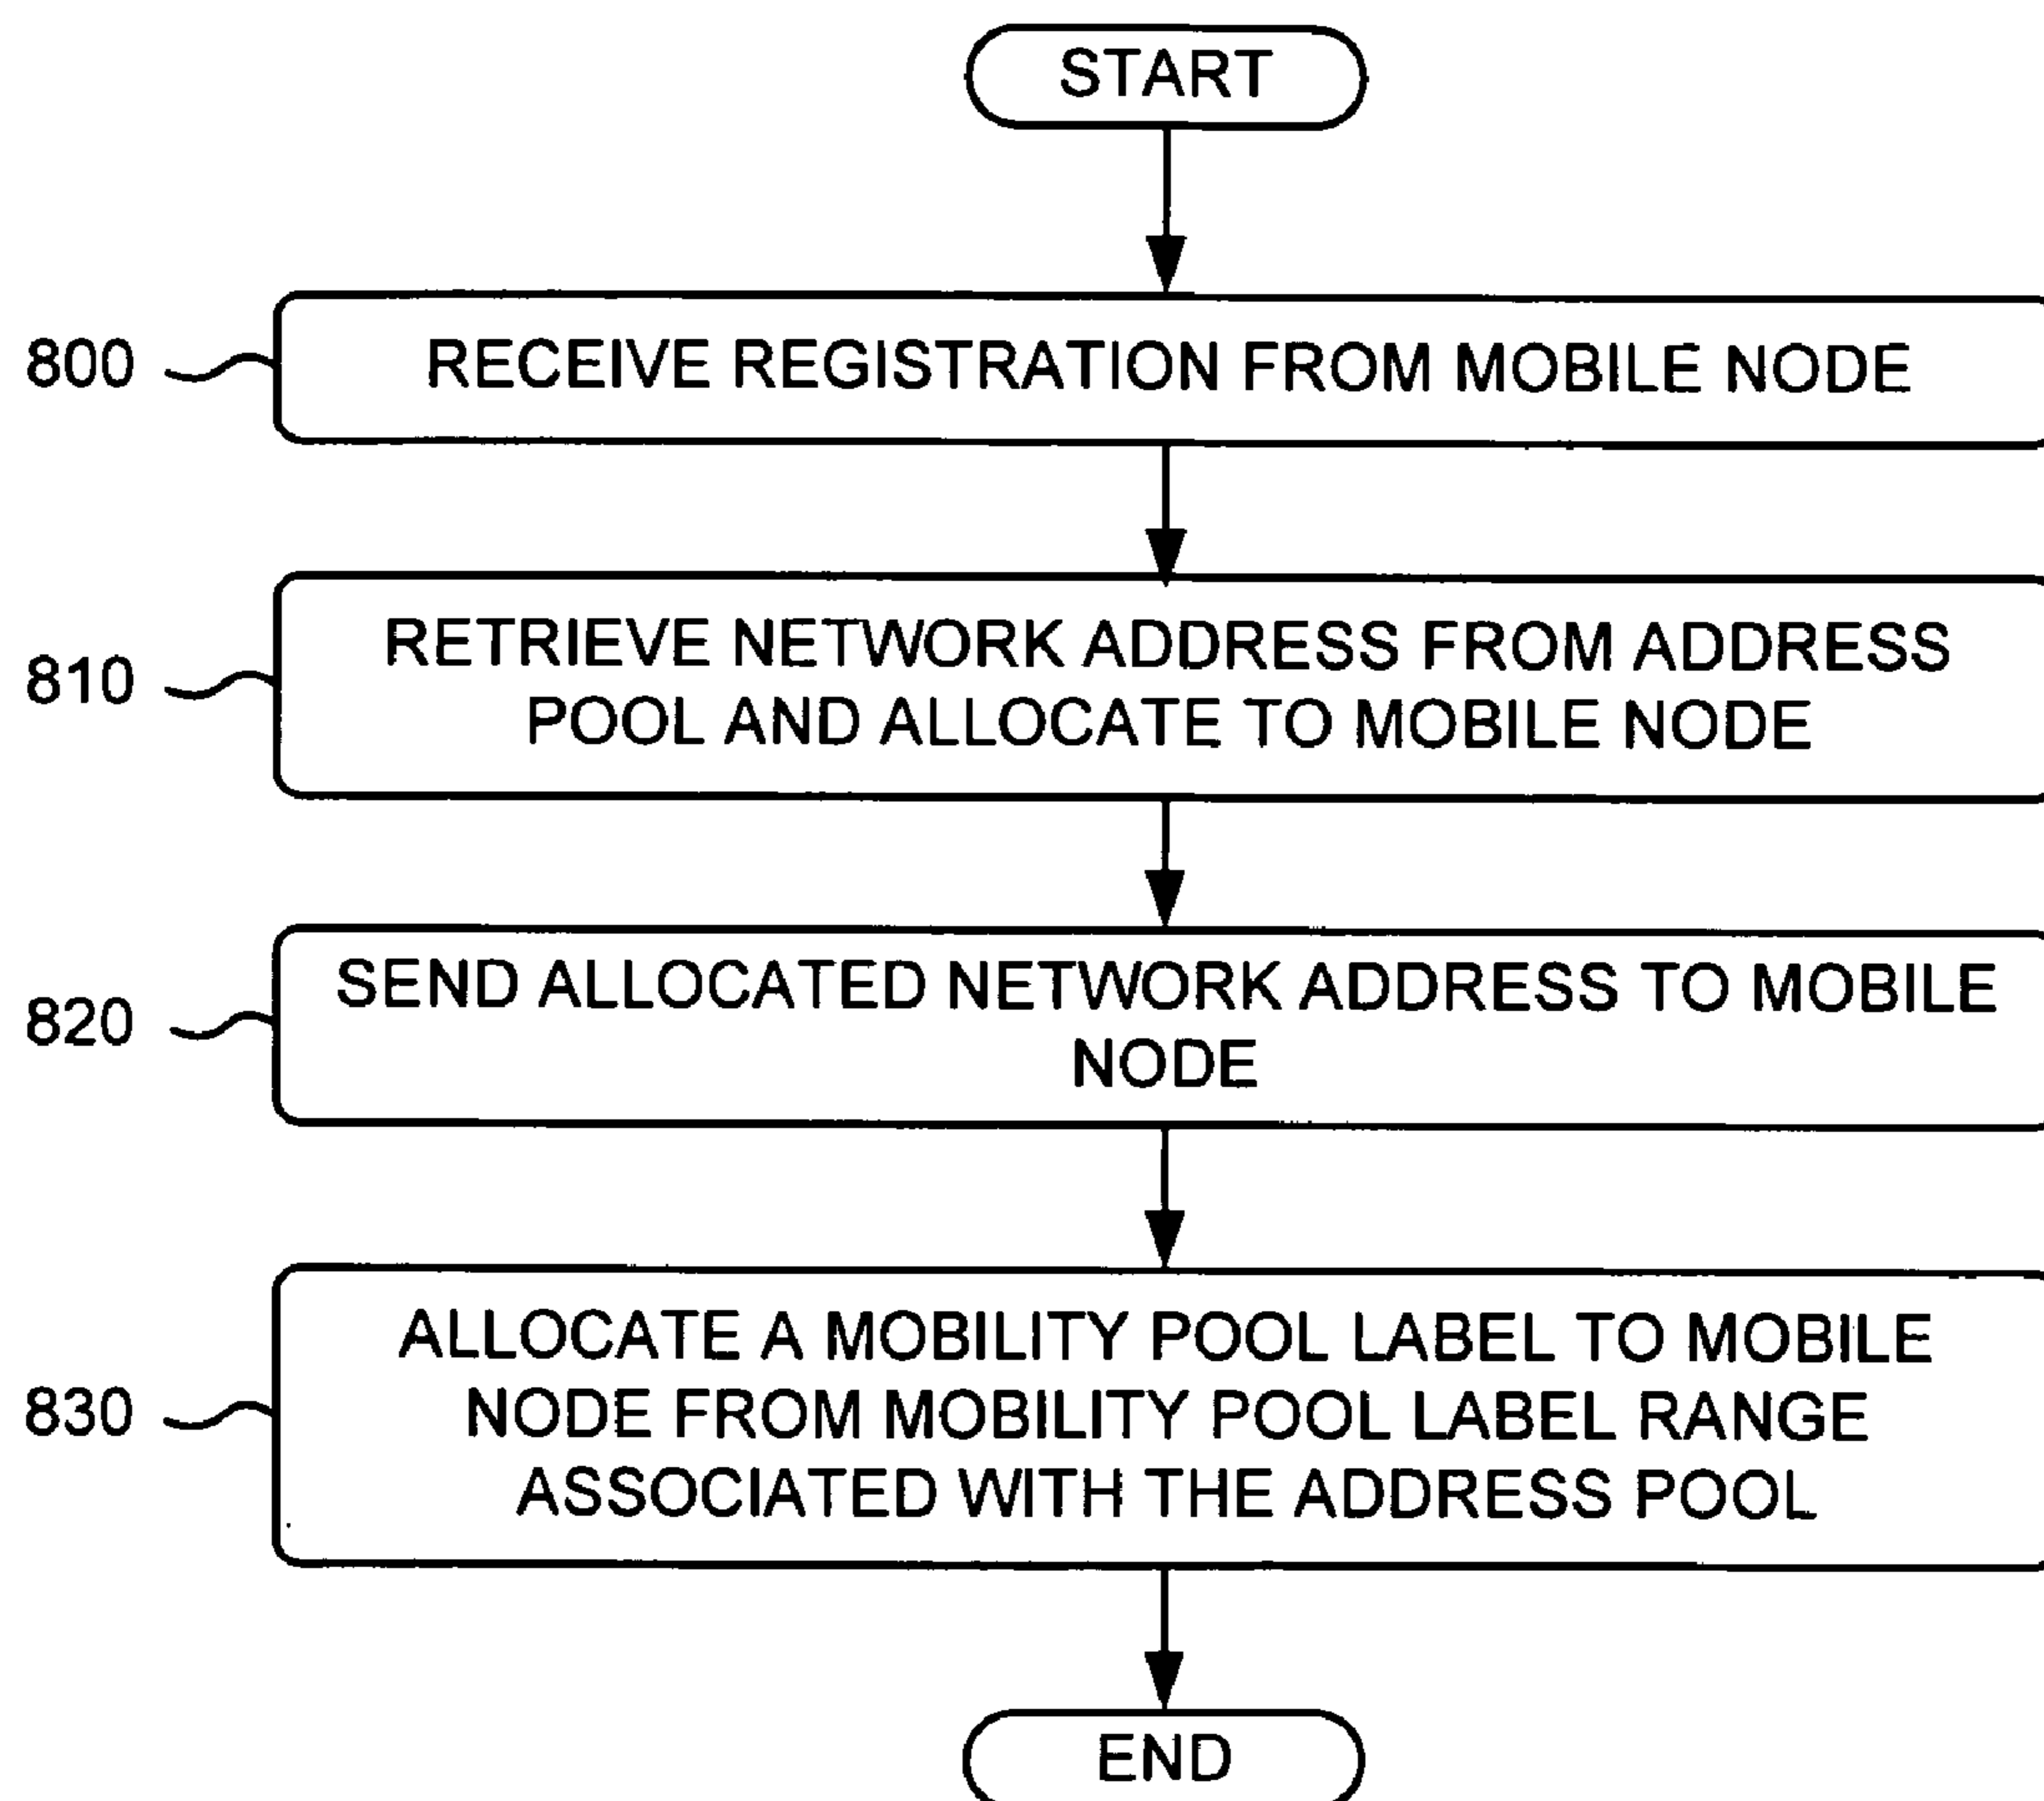 START
800
RECEIVE REGISTRATION FROM MOBILE NODE
810
RETRIEVE NETWORK ADDRESS FROM ADDRESS
POOL AND ALLOCATE TO MOBILE NODE
820
SEND ALLOCATED NETWORK ADDRESS TO MOBILE
NODE
830
ALLOCATE A MOBILITY POOL LABEL TO MOBILE
NODE FROM MOBILITY POOL LABEL RANGE
ASSOCIATED WITH THE ADDRESS POOL
END